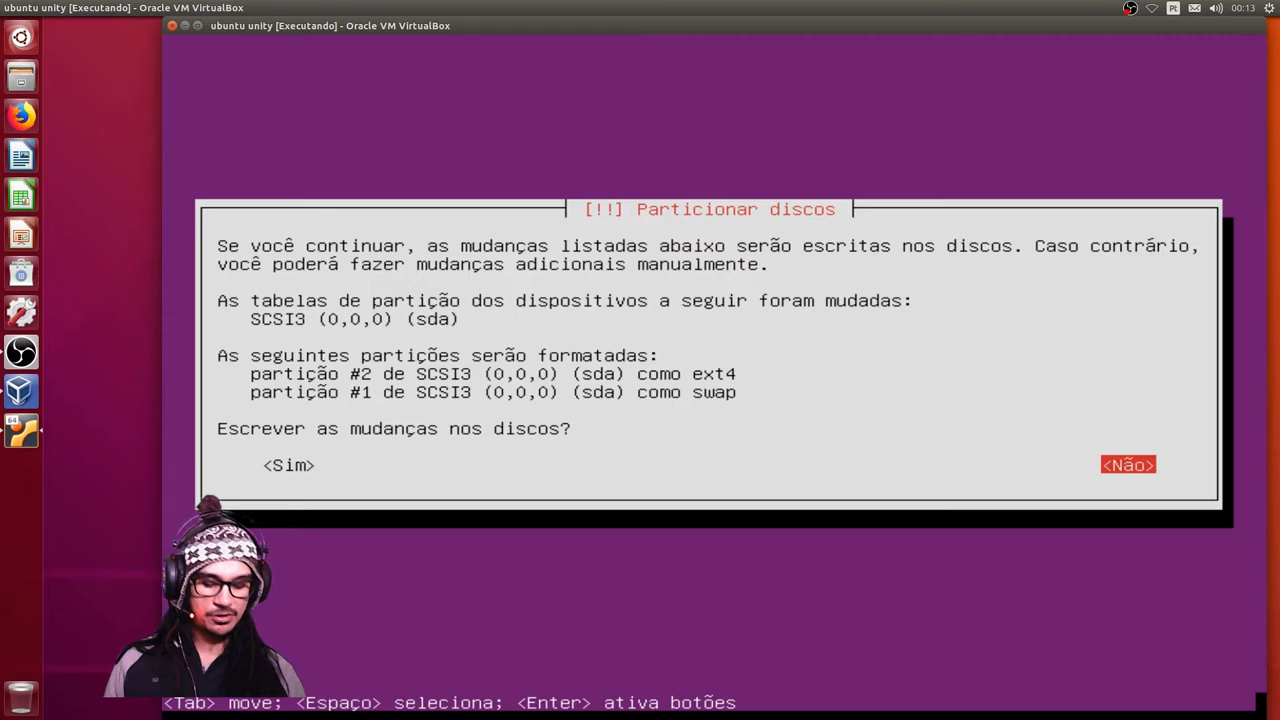 ubuntu unity [Executando] - Oracle VM VirtualBox
Pt
00:13
ubuntu unity [Executando] - Oracle VM VirtualBox
[!!] Particionar discos
Se você continuar, as mudanças listadas abaixo serão escritas nos discos. Caso contrário,
você poderá fazer mudanças adicionais manualmente.
As tabelas de partição dos dispositivos a seguir foram mudadas:
SCSI3 (0,0,0) (sda)
As seguintes partições serão formatadas:
partição #2 de SCSI3 (0,0,0) (sda) como ext4
partição #1 de SCSI3 (0,0,0) (sda) como swap
Escrever as mudanças nos discos?
<Sim> <Não>
64
<Tab> move; <Espaço> seleciona; <Enter> ativa botões